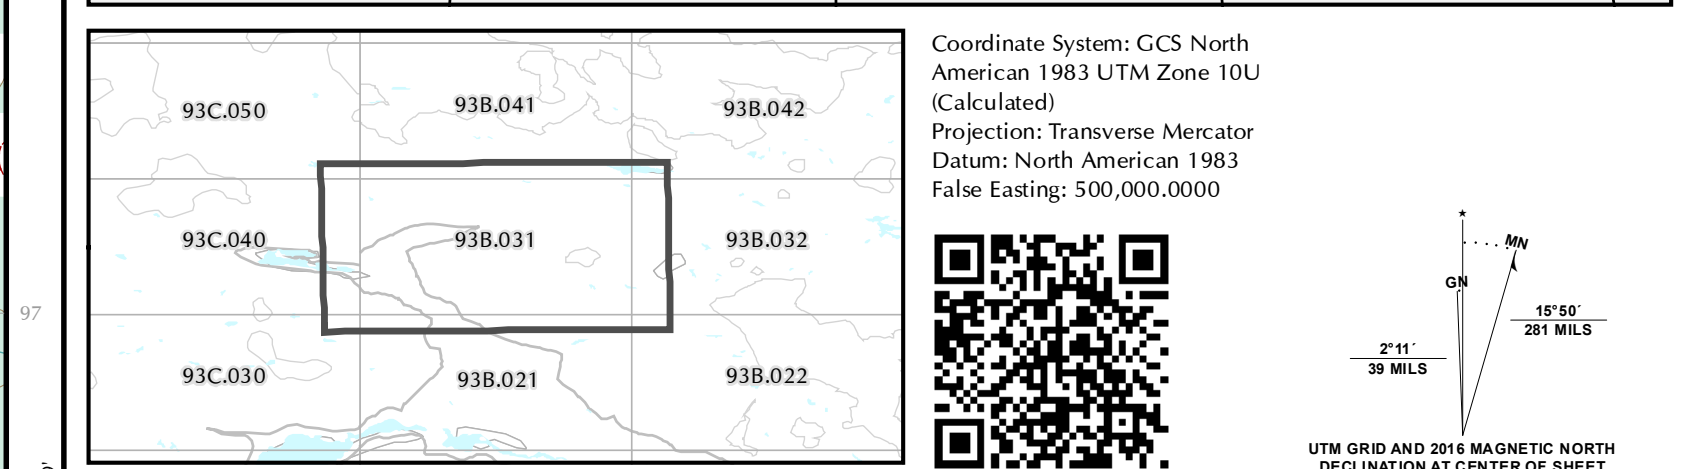 93C.050
93B.041
93B.042
93C.040
93B.031
93B.032
97
93C.030
93B.021
93B.022
Coordinate System: GCS North
American 1983 UTM Zone 10U
(Calculated)
Projection: Transverse Mercator
Datum: North American 1983
False Easting: 500,000.0000
MN
GN
15°50´
281 MILS
2°11´
39 MILS
UTM GRID AND 2016 MAGNETIC NORTH
DECLINATION AT CENTER OF SHEET